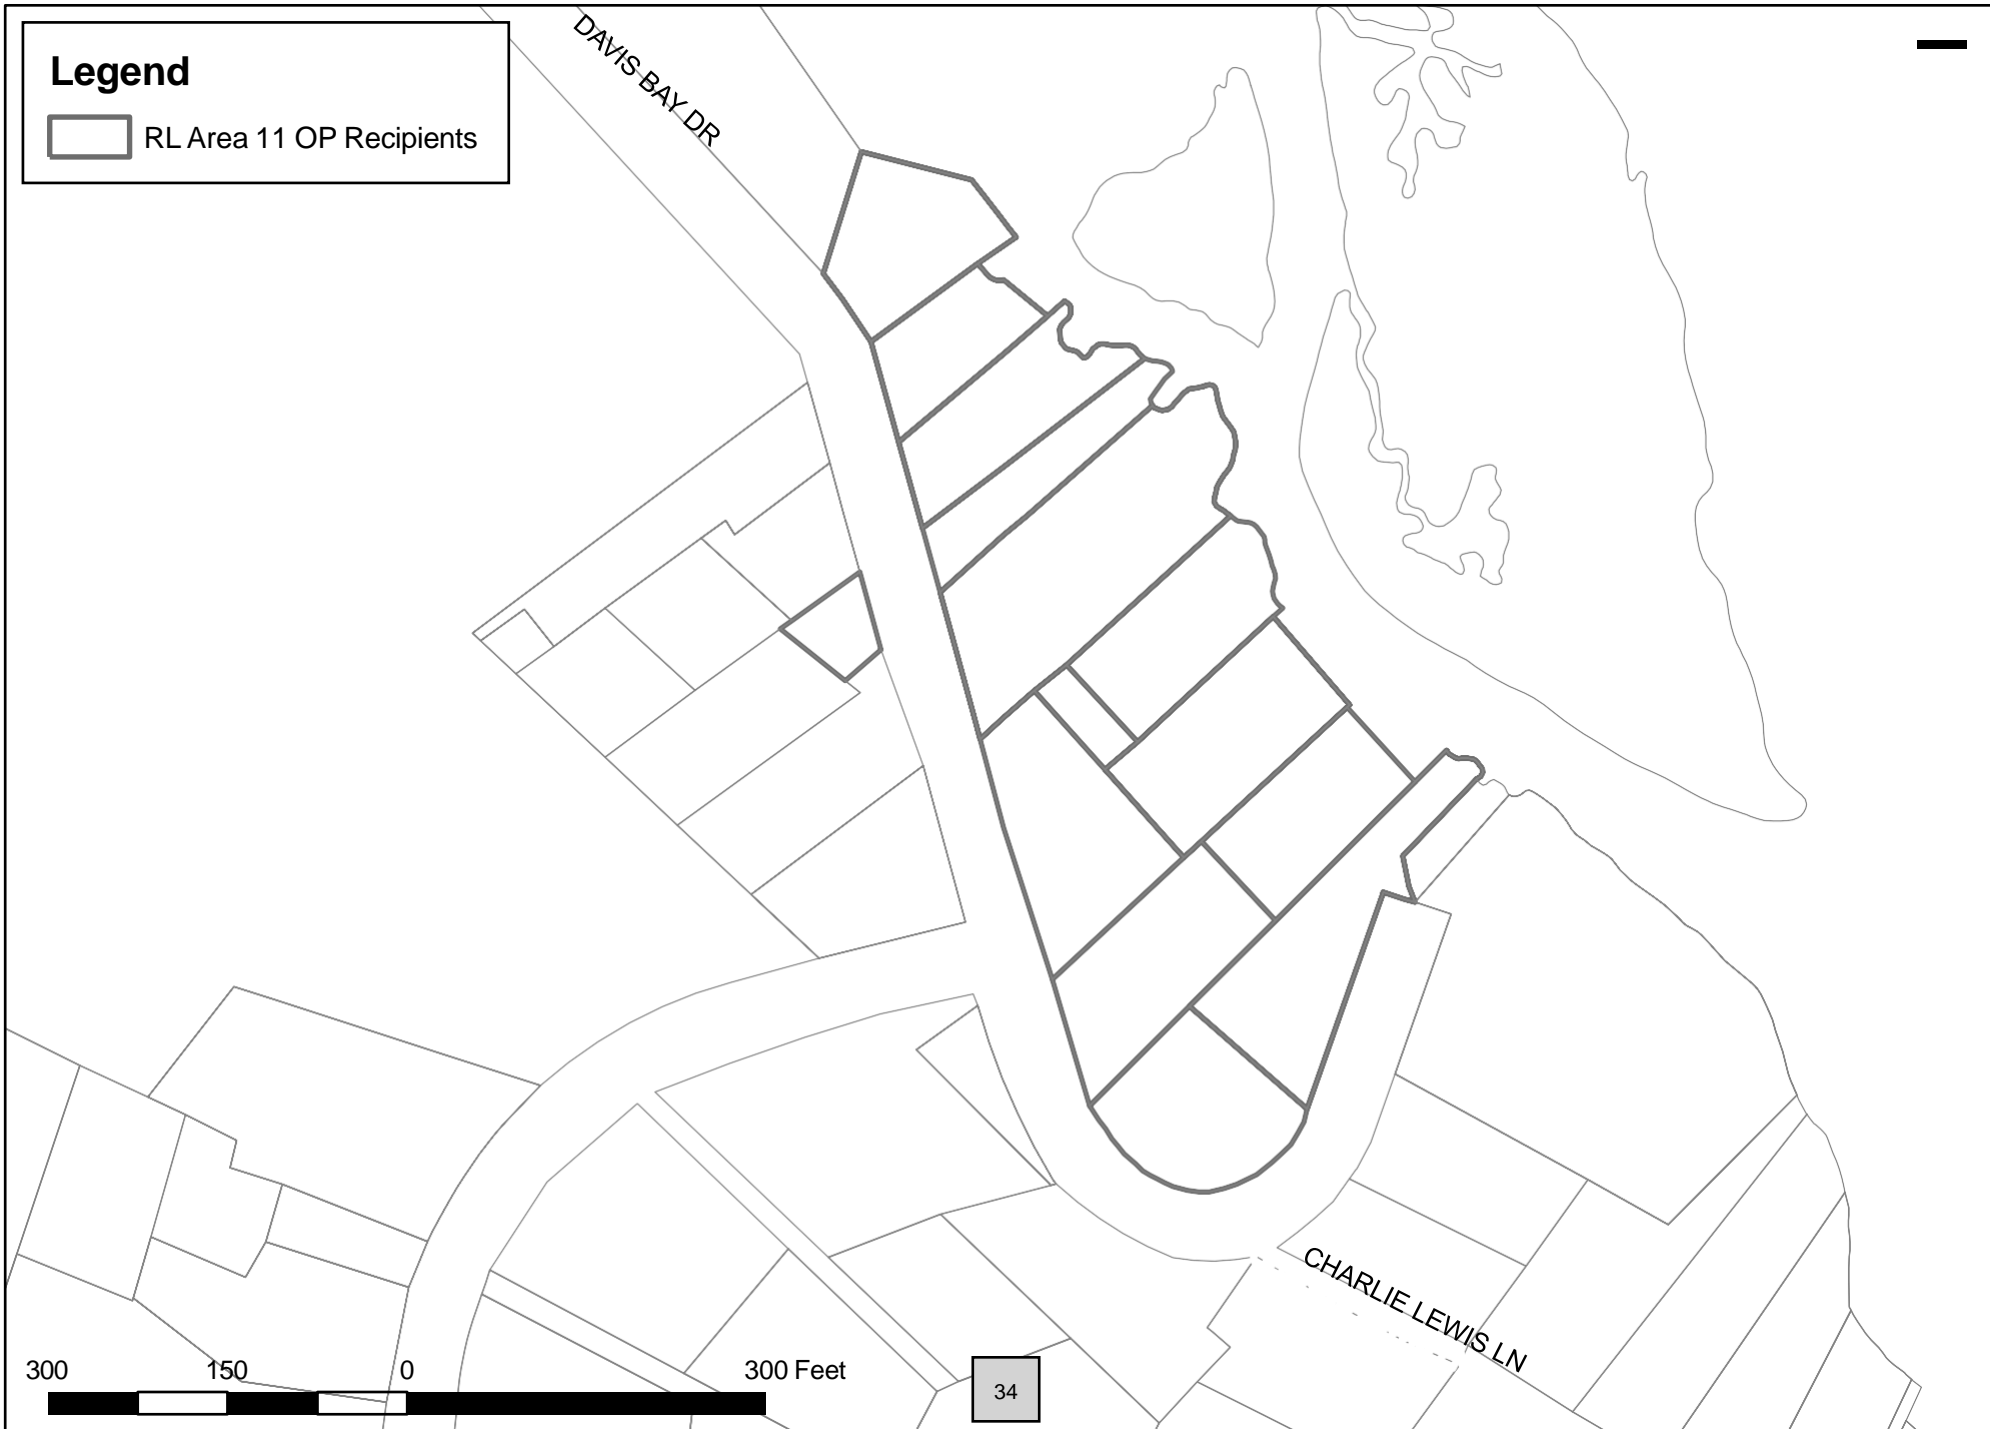 Legend
RL Area 11 OP Recipients
DAVIS BAY DR
CHARLIE LEWIS LN
300 150 0 300 Feet
34